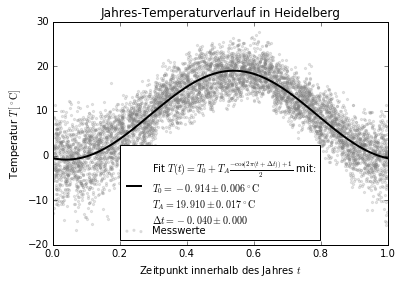 Jahres-Temperaturverlauf in Heidelberg
30
20
10
0
−10
−20
Temperatur T[°C]
Fit T(t) = T₀ + T_A (−cos(2π(t+Δt))+1)/2 mit:
T₀ = −0.914 ± 0.006 °C
T_A = 19.910 ± 0.017 °C
Δt = −0.040 ± 0.000
Messwerte
0.0 0.2 0.4 0.6 0.8 1.0
Zeitpunkt innerhalb des Jahres t